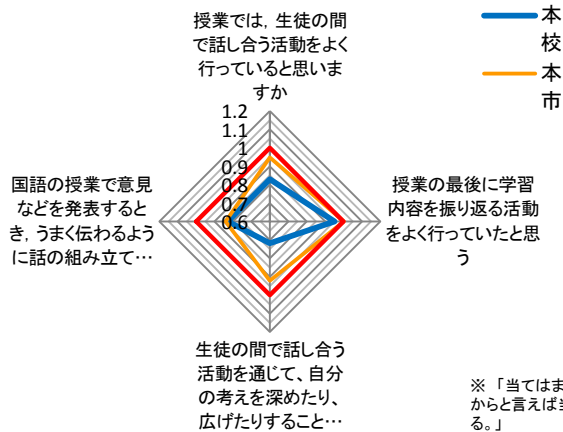 授業では，生徒の間
で話し合う活動をよく
行っていると思いま
すか
本
校
本
市
1.2
1.1
1
0.9
0.8
0.7
0.6
国語の授業で意見
などを発表すると
き，うまく伝わるよう
に話の組み立て…
授業の最後に学習
内容を振り返る活動
をよく行っていたと思
う
生徒の間で話し合う
活動を通じて、自分
の考えを深めたり、
広げたりすること…
※ 「当てはま
からと言えば当
る。」